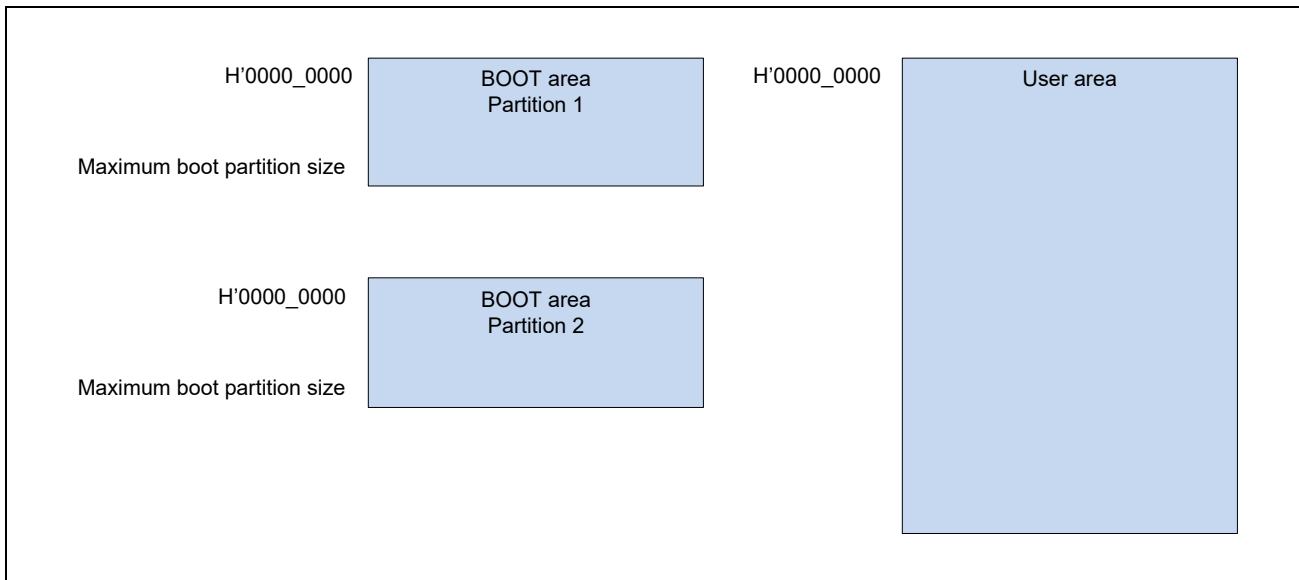 H'0000_0000
BOOT area
Partition 1
Maximum boot partition size
H'0000_0000
BOOT area
Partition 2
Maximum boot partition size
H'0000_0000
User area